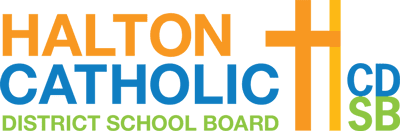 HALTON
CATHOLIC
DISTRICT SCHOOL BOARD
H
CD
SB